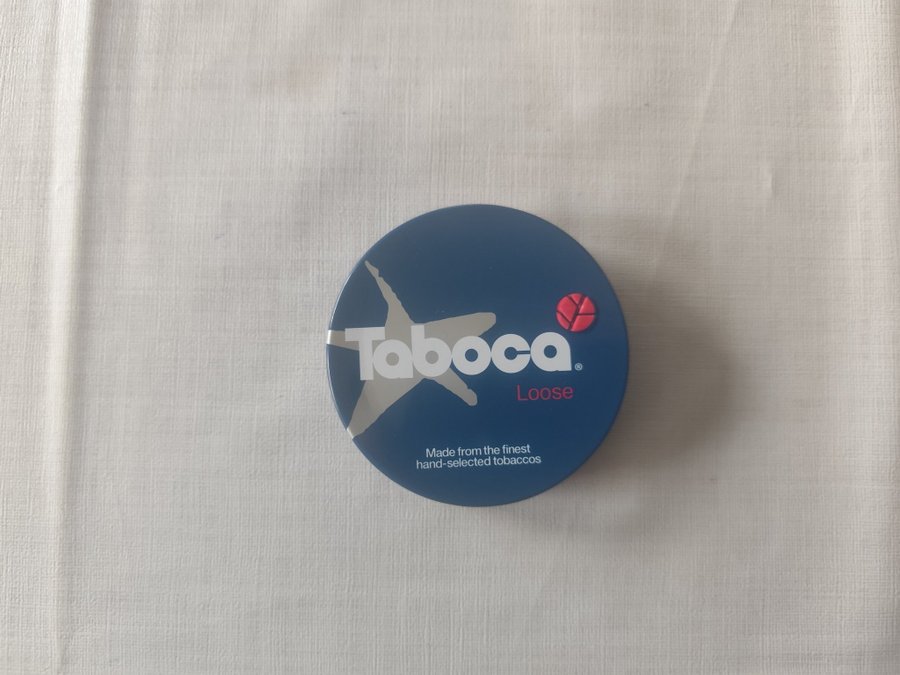 Taboca®
Loose
Made from the finest
hand-selected tobaccos